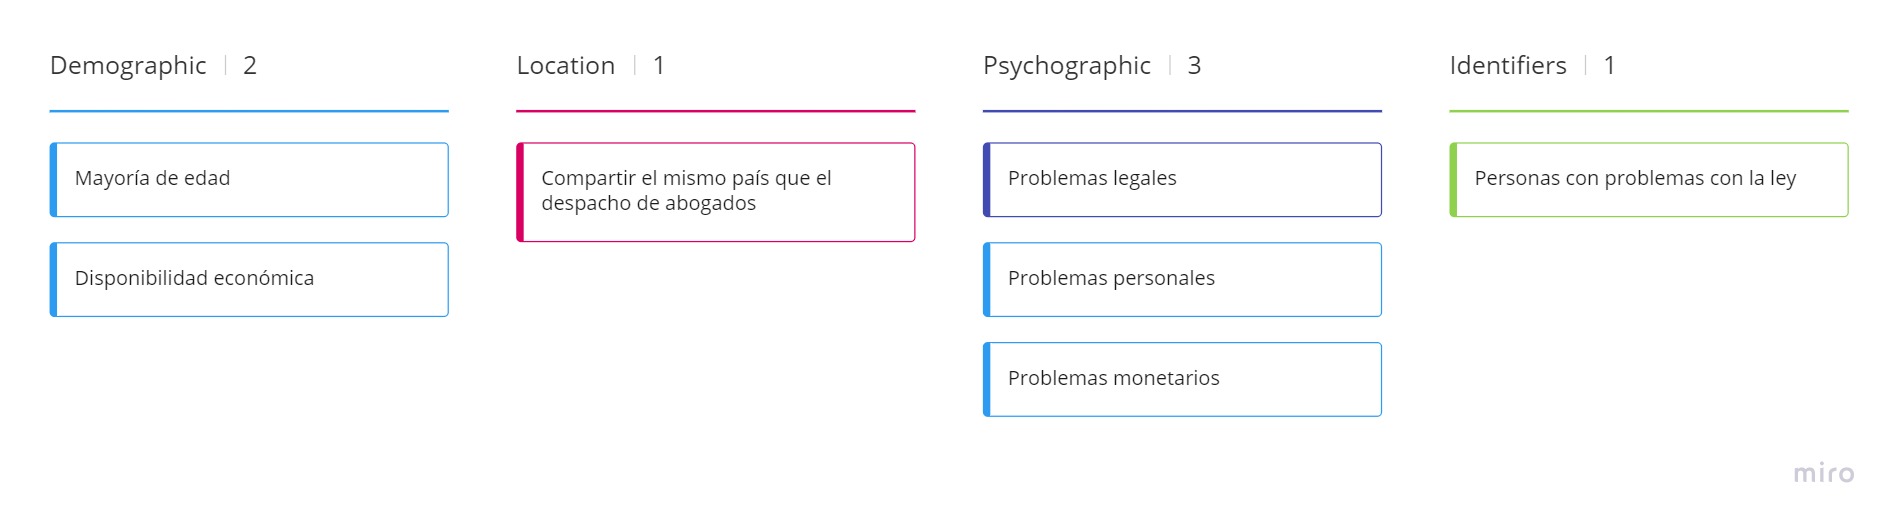 Demographic | 2
Mayoría de edad
Disponibilidad económica
Location | 1
Compartir el mismo país que el
despacho de abogados
Psychographic | 3
Problemas legales
Problemas personales
Problemas monetarios
Identifiers | 1
Personas con problemas con la ley
miro